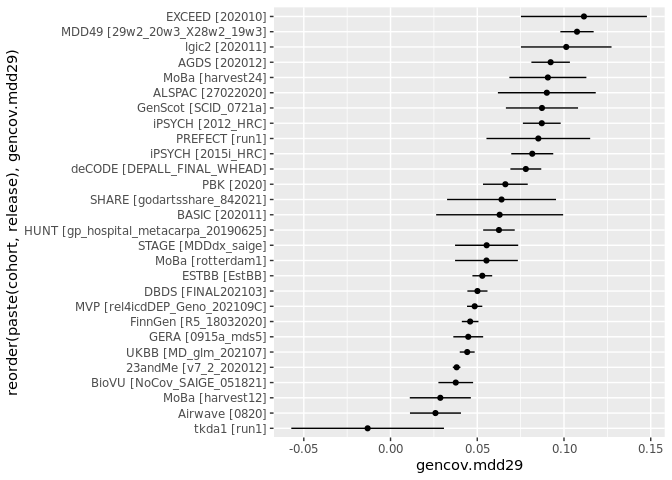 EXCEED [202010]
MDD49 [29w2_20w3_X28w2_19w3]
lgic2 [202011]
AGDS [202012]
MoBa [harvest24]
ALSPAC [27022020]
GenScot [SCID_0721a]
iPSYCH [2012_HRC]
PREFECT [run1]
iPSYCH [2015i_HRC]
deCODE [DEPALL_FINAL_WHEAD]
PBK [2020]
SHARE [godartsshare_842021]
BASIC [202011]
HUNT [gp_hospital_metacarpa_20190625]
STAGE [MDDdx_saige]
MoBa [rotterdam1]
ESTBB [EstBB]
DBDS [FINAL202103]
MVP [rel4icdDEP_Geno_202109C]
FinnGen [R5_18032020]
GERA [0915a_mds5]
UKBB [MD_glm_202107]
23andMe [v7_2_202012]
BioVU [NoCov_SAIGE_051821]
MoBa [harvest12]
Airwave [0820]
tkda1 [run1]
reorder(paste(cohort, release), gencov.mdd29)
-0.05 0.00 0.05 0.10 0.15
gencov.mdd29